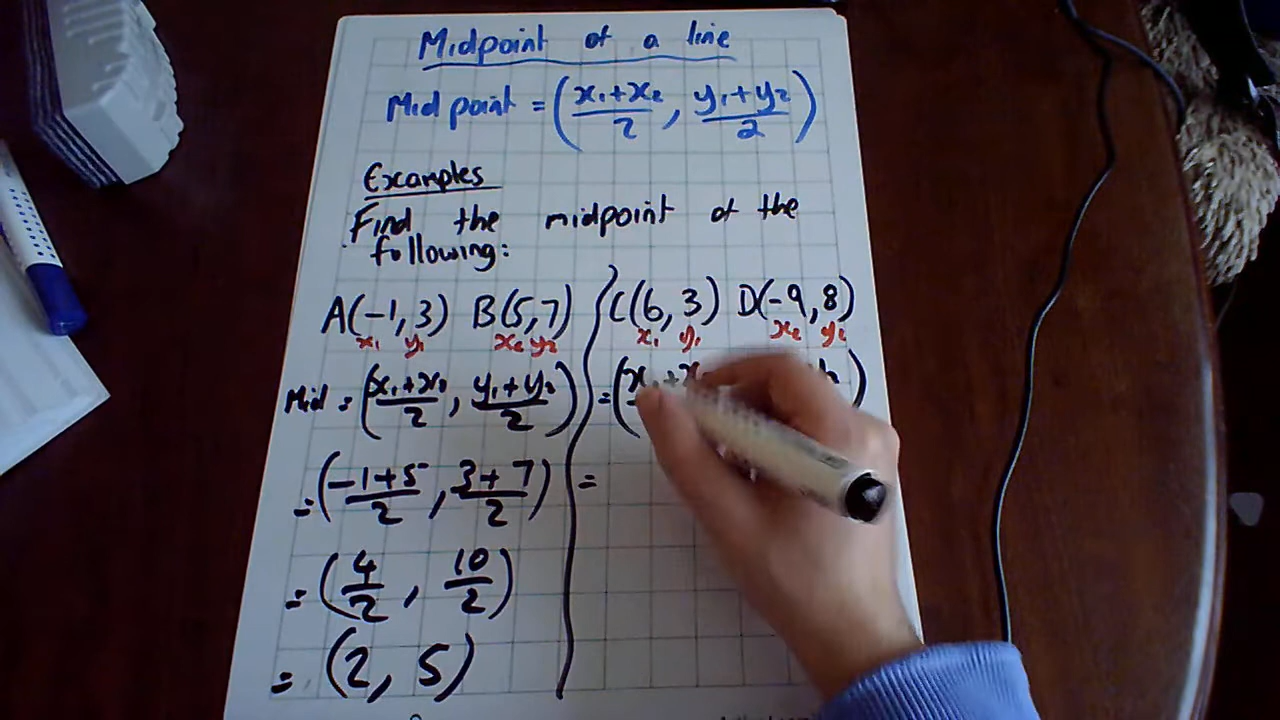 Midpoint of a line
Midpoint = (x₁+x₂/2, y₁+y₂/2)
Examples
Find the midpoint of the
following:
A(-1,3) B(5,7)
x₁ y₁ x₂ y₂
Mid = (x₁+x₂/2, y₁+y₂/2)
= (-1+5/2, 3+7/2)
= (4/2, 10/2)
= (2, 5)
C(6,3) D(-9,8)
x₁ y₁ x₂ y₂
=(
=